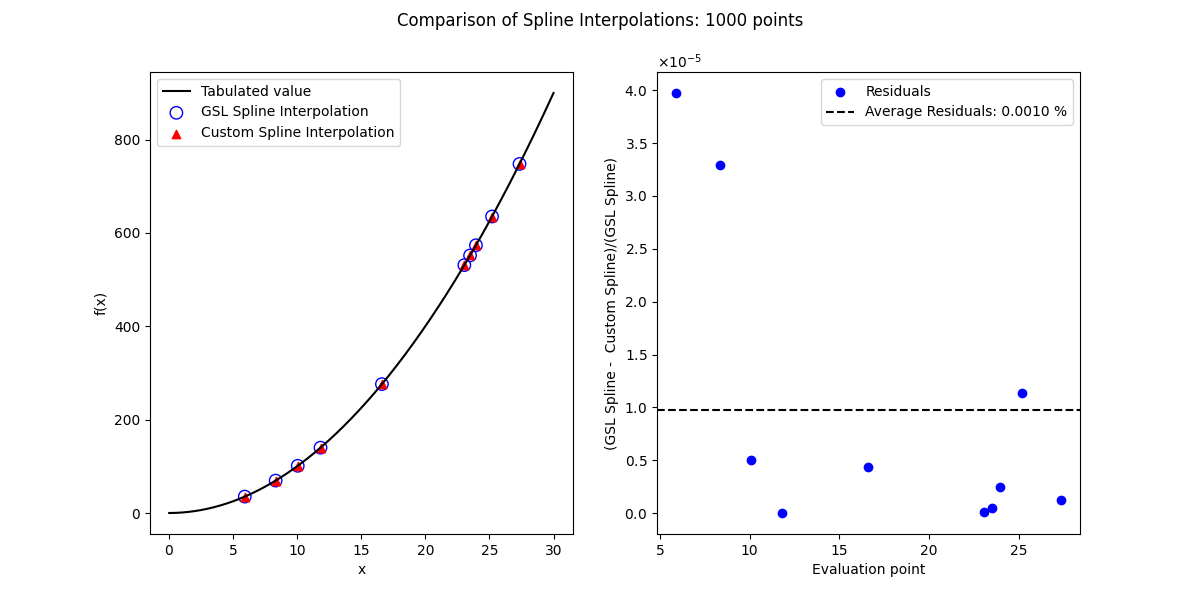 Comparison of Spline Interpolations: 1000 points
Tabulated value
GSL Spline Interpolation
Custom Spline Interpolation
f(x)
800
600
400
200
0
0 5 10 15 20 25 30
x
×10⁻⁵
Residuals
Average Residuals: 0.0010 %
(GSL Spline - Custom Spline)/(GSL Spline)
4.0
3.5
3.0
2.5
2.0
1.5
1.0
0.5
0.0
5 10 15 20 25
Evaluation point